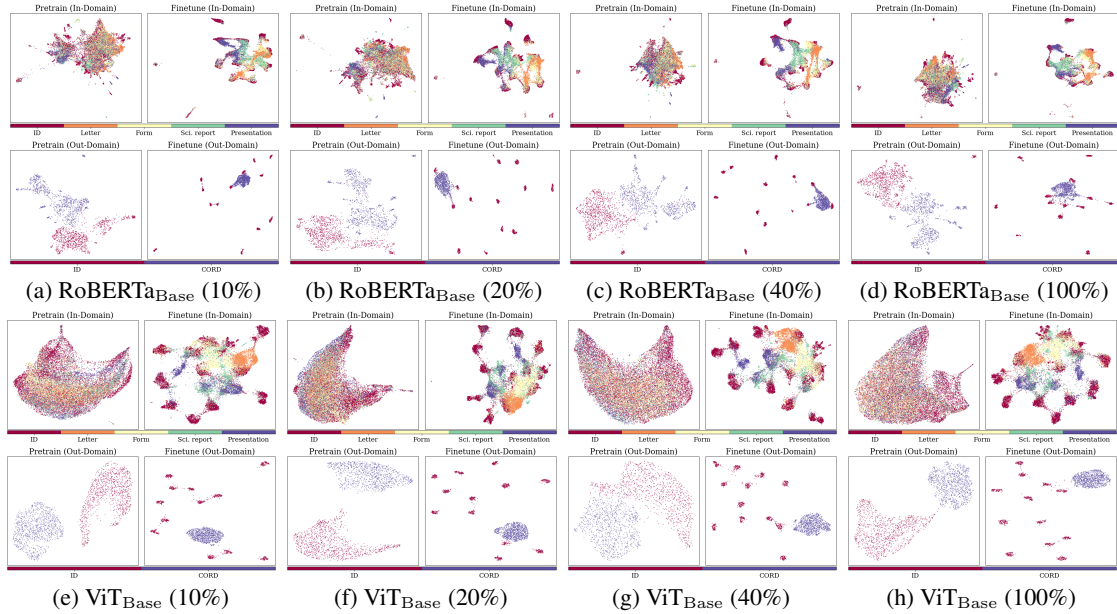 Pretrain (In-Domain) Finetune (In-Domain) Pretrain (In-Domain) Finetune (In-Domain) Pretrain (In-Domain) Finetune (In-Domain) Pretrain (In-Domain) Finetune (In-Domain)
ID Letter Form Sci. report Presentation ID Letter Form Sci. report Presentation ID Letter Form Sci. report Presentation ID Letter Form Sci. report Presentation
Pretrain (Out-Domain) Finetune (Out-Domain) Pretrain (Out-Domain) Finetune (Out-Domain) Pretrain (Out-Domain) Finetune (Out-Domain) Pretrain (Out-Domain) Finetune (Out-Domain)
ID CORD ID CORD ID CORD ID CORD
(a) RoBERTaBase (10%) (b) RoBERTaBase (20%) (c) RoBERTaBase (40%) (d) RoBERTaBase (100%)
Pretrain (In-Domain) Finetune (In-Domain) Pretrain (In-Domain) Finetune (In-Domain) Pretrain (In-Domain) Finetune (In-Domain) Pretrain (In-Domain) Finetune (In-Domain)
ID Letter Form Sci. report Presentation ID Letter Form Sci. report Presentation ID Letter Form Sci. report Presentation ID Letter Form Sci. report Presentation
Pretrain (Out-Domain) Finetune (Out-Domain) Pretrain (Out-Domain) Finetune (Out-Domain) Pretrain (Out-Domain) Finetune (Out-Domain) Pretrain (Out-Domain) Finetune (Out-Domain)
ID CORD ID CORD ID CORD ID CORD
(e) ViTBase (10%) (f) ViTBase (20%) (g) ViTBase (40%) (h) ViTBase (100%)